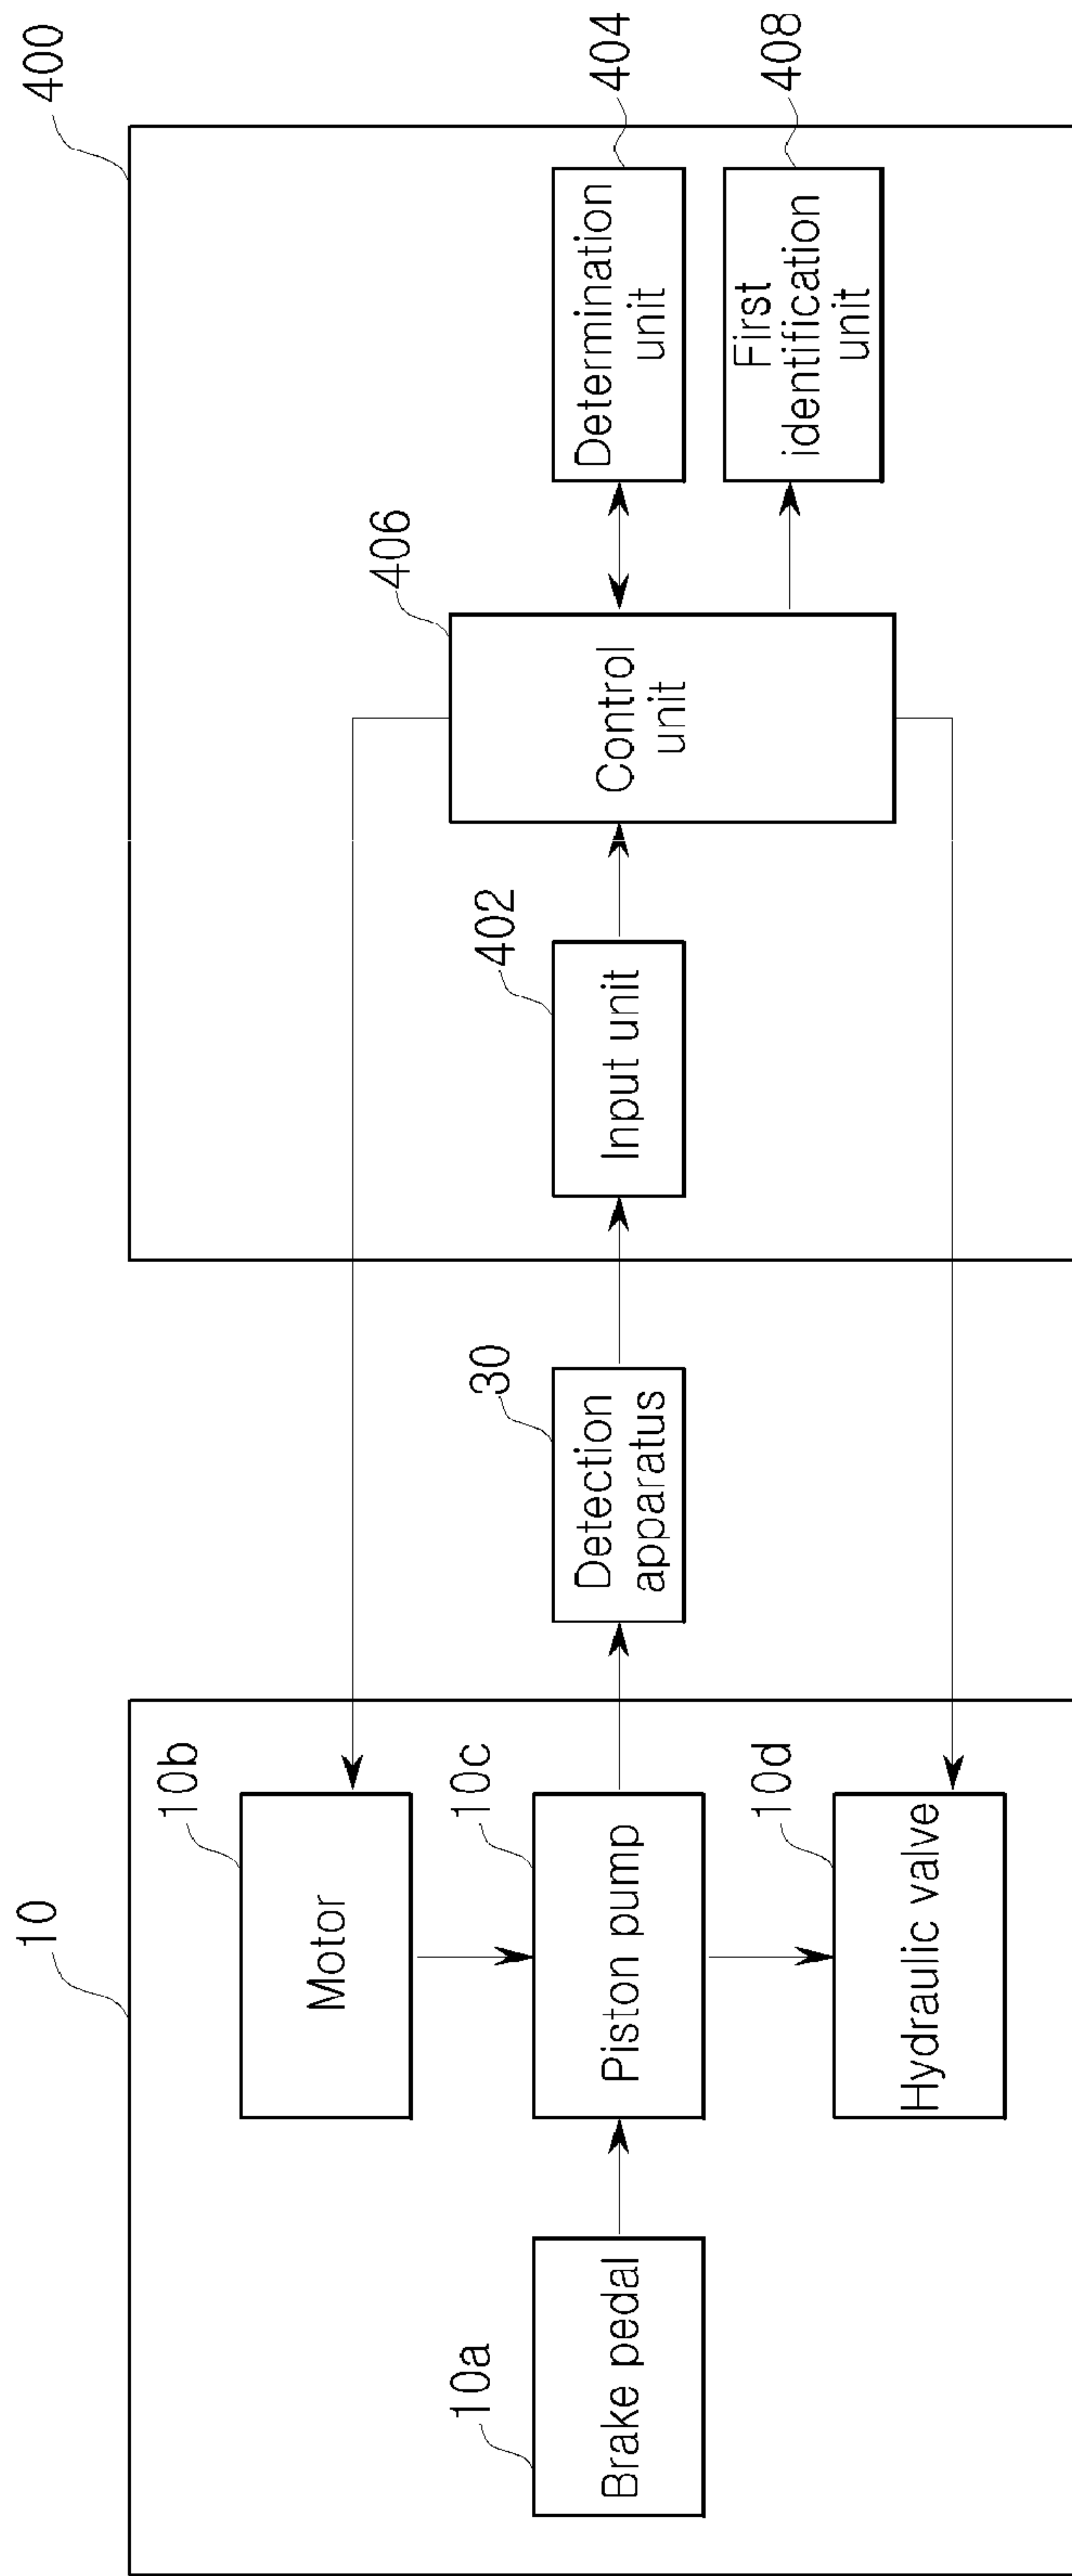 10
10b
Motor
10a
Brake pedal
10c
Piston pump
10d
Hydraulic valve
30
Detection
apparatus
400
402
Input unit
406
Control
unit
404
Determination
unit
408
First
identification
unit